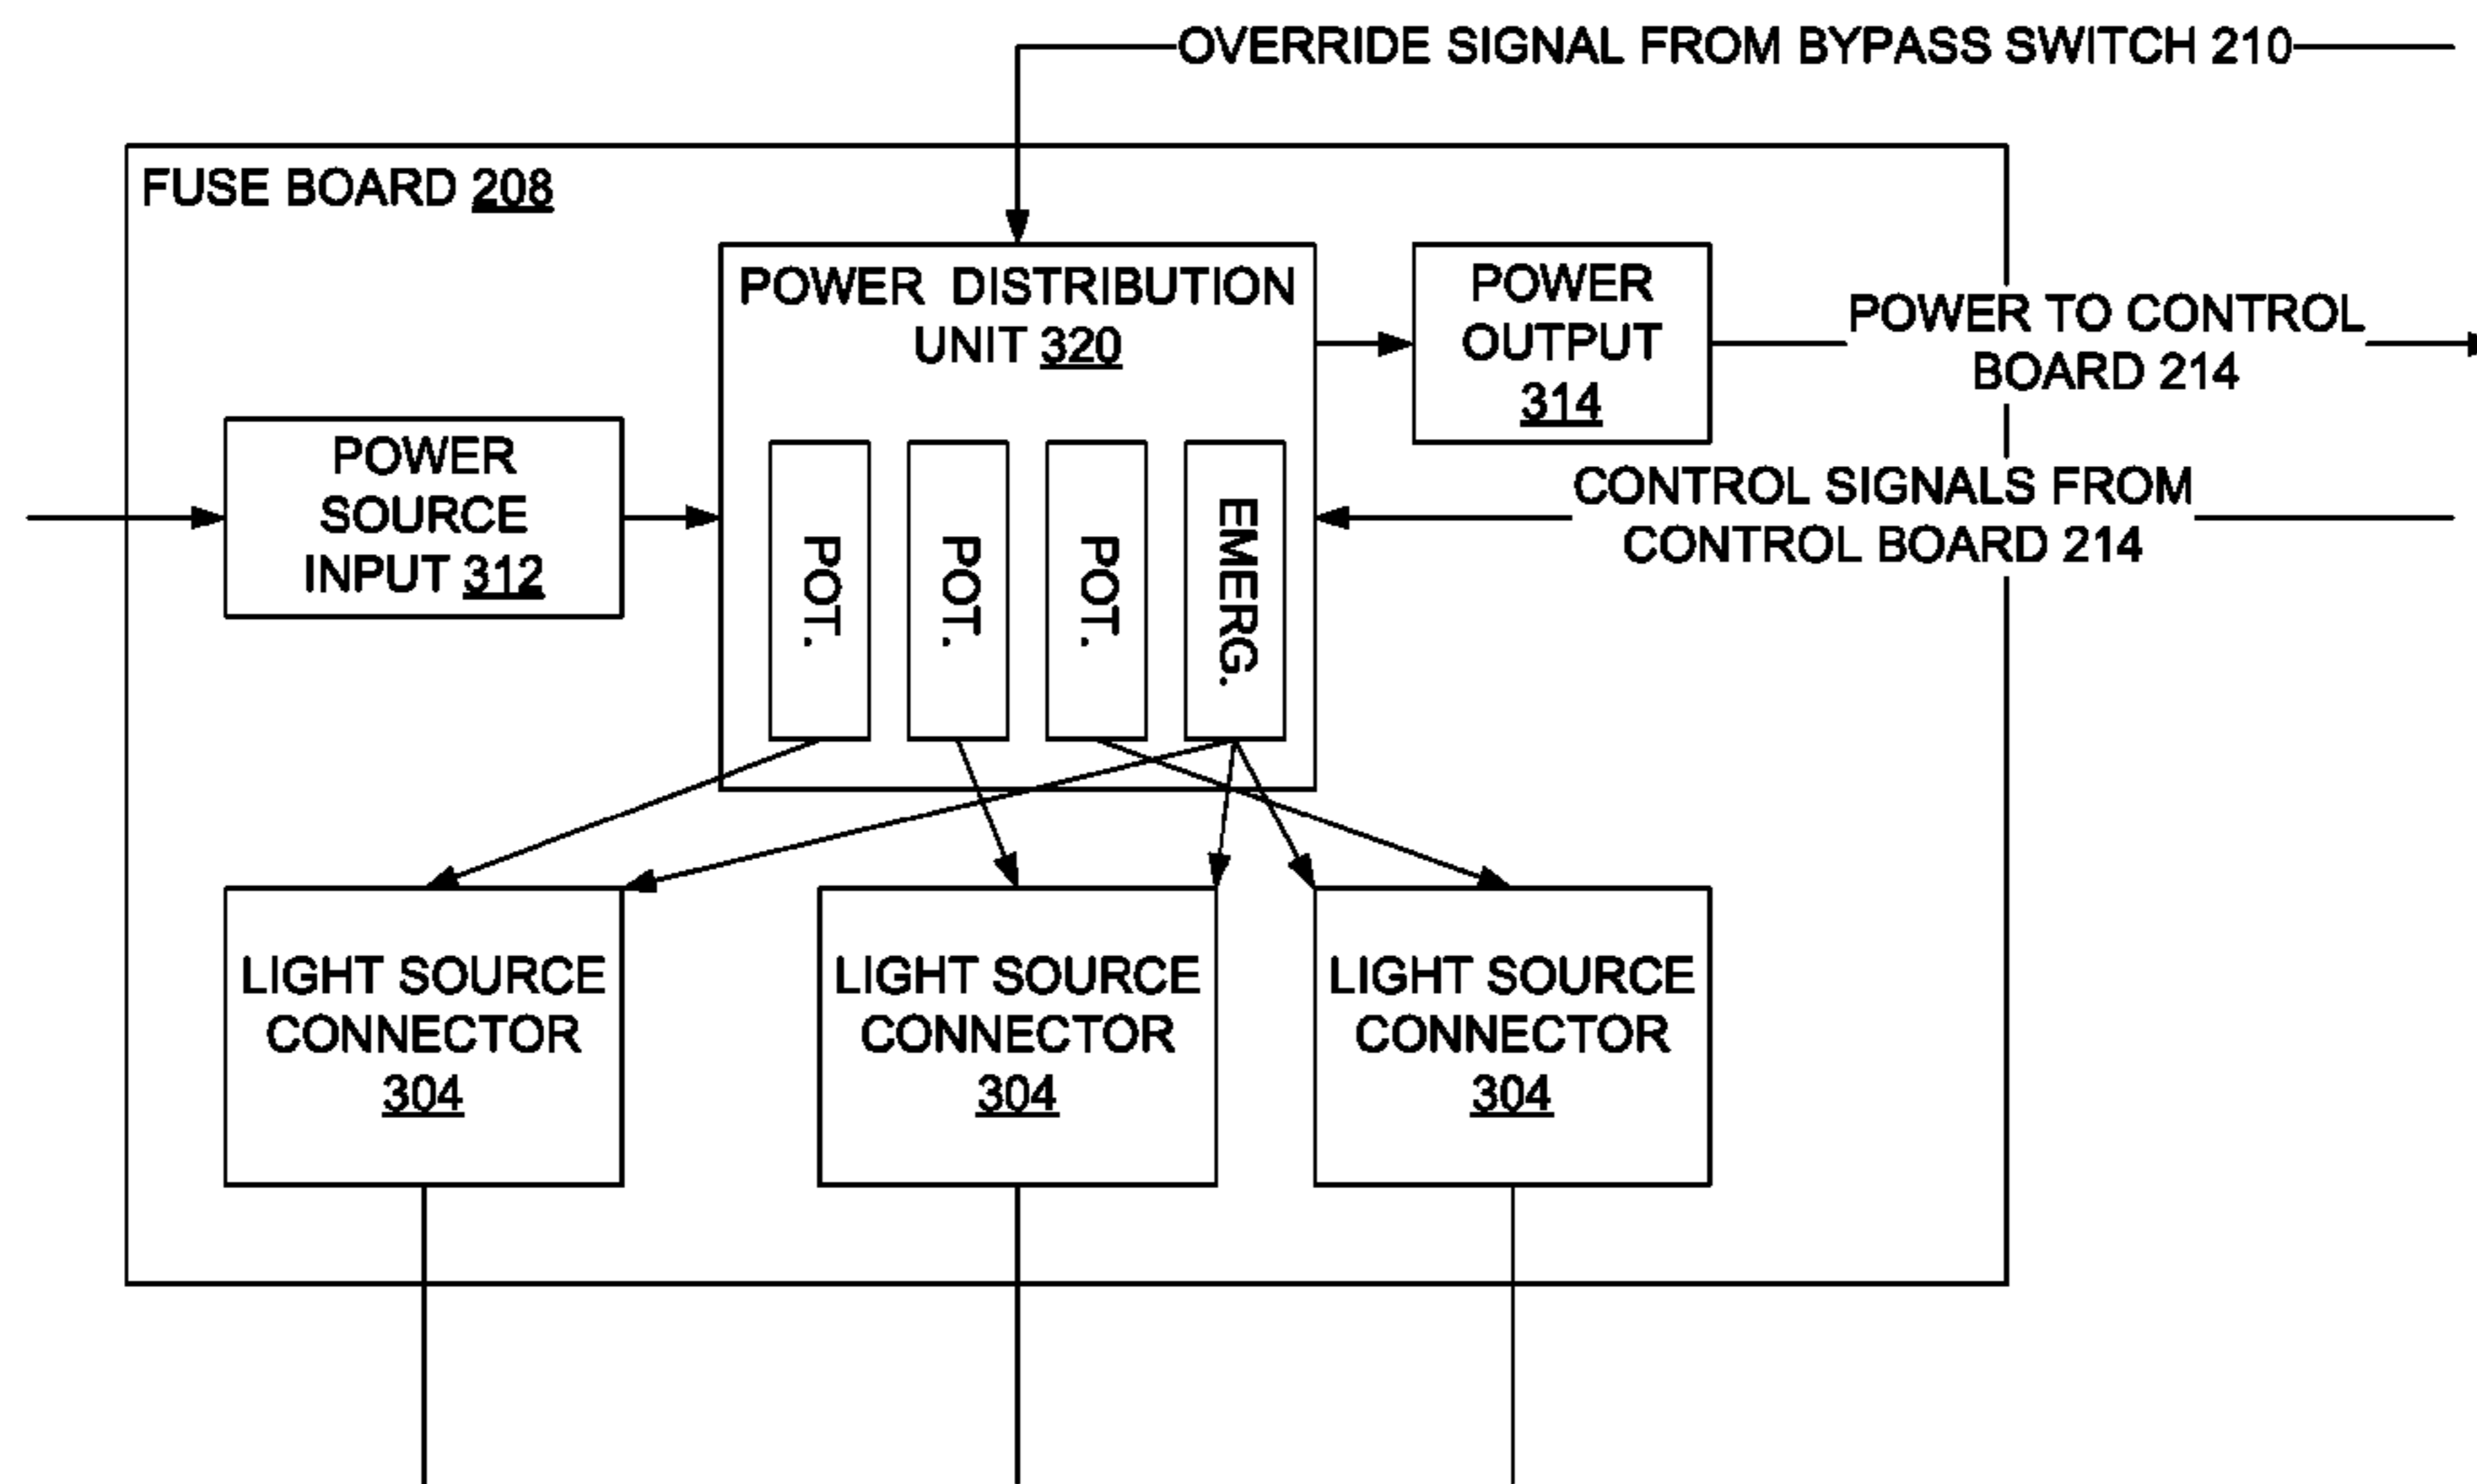 OVERRIDE SIGNAL FROM BYPASS SWITCH 210
FUSE BOARD 208
POWER DISTRIBUTION
UNIT 320
POWER
OUTPUT
314
POWER TO CONTROL
BOARD 214
POWER
SOURCE
INPUT 312
CONTROL SIGNALS FROM
CONTROL BOARD 214
POT.
POT.
POT.
EMERG.
LIGHT SOURCE
CONNECTOR
304
LIGHT SOURCE
CONNECTOR
304
LIGHT SOURCE
CONNECTOR
304